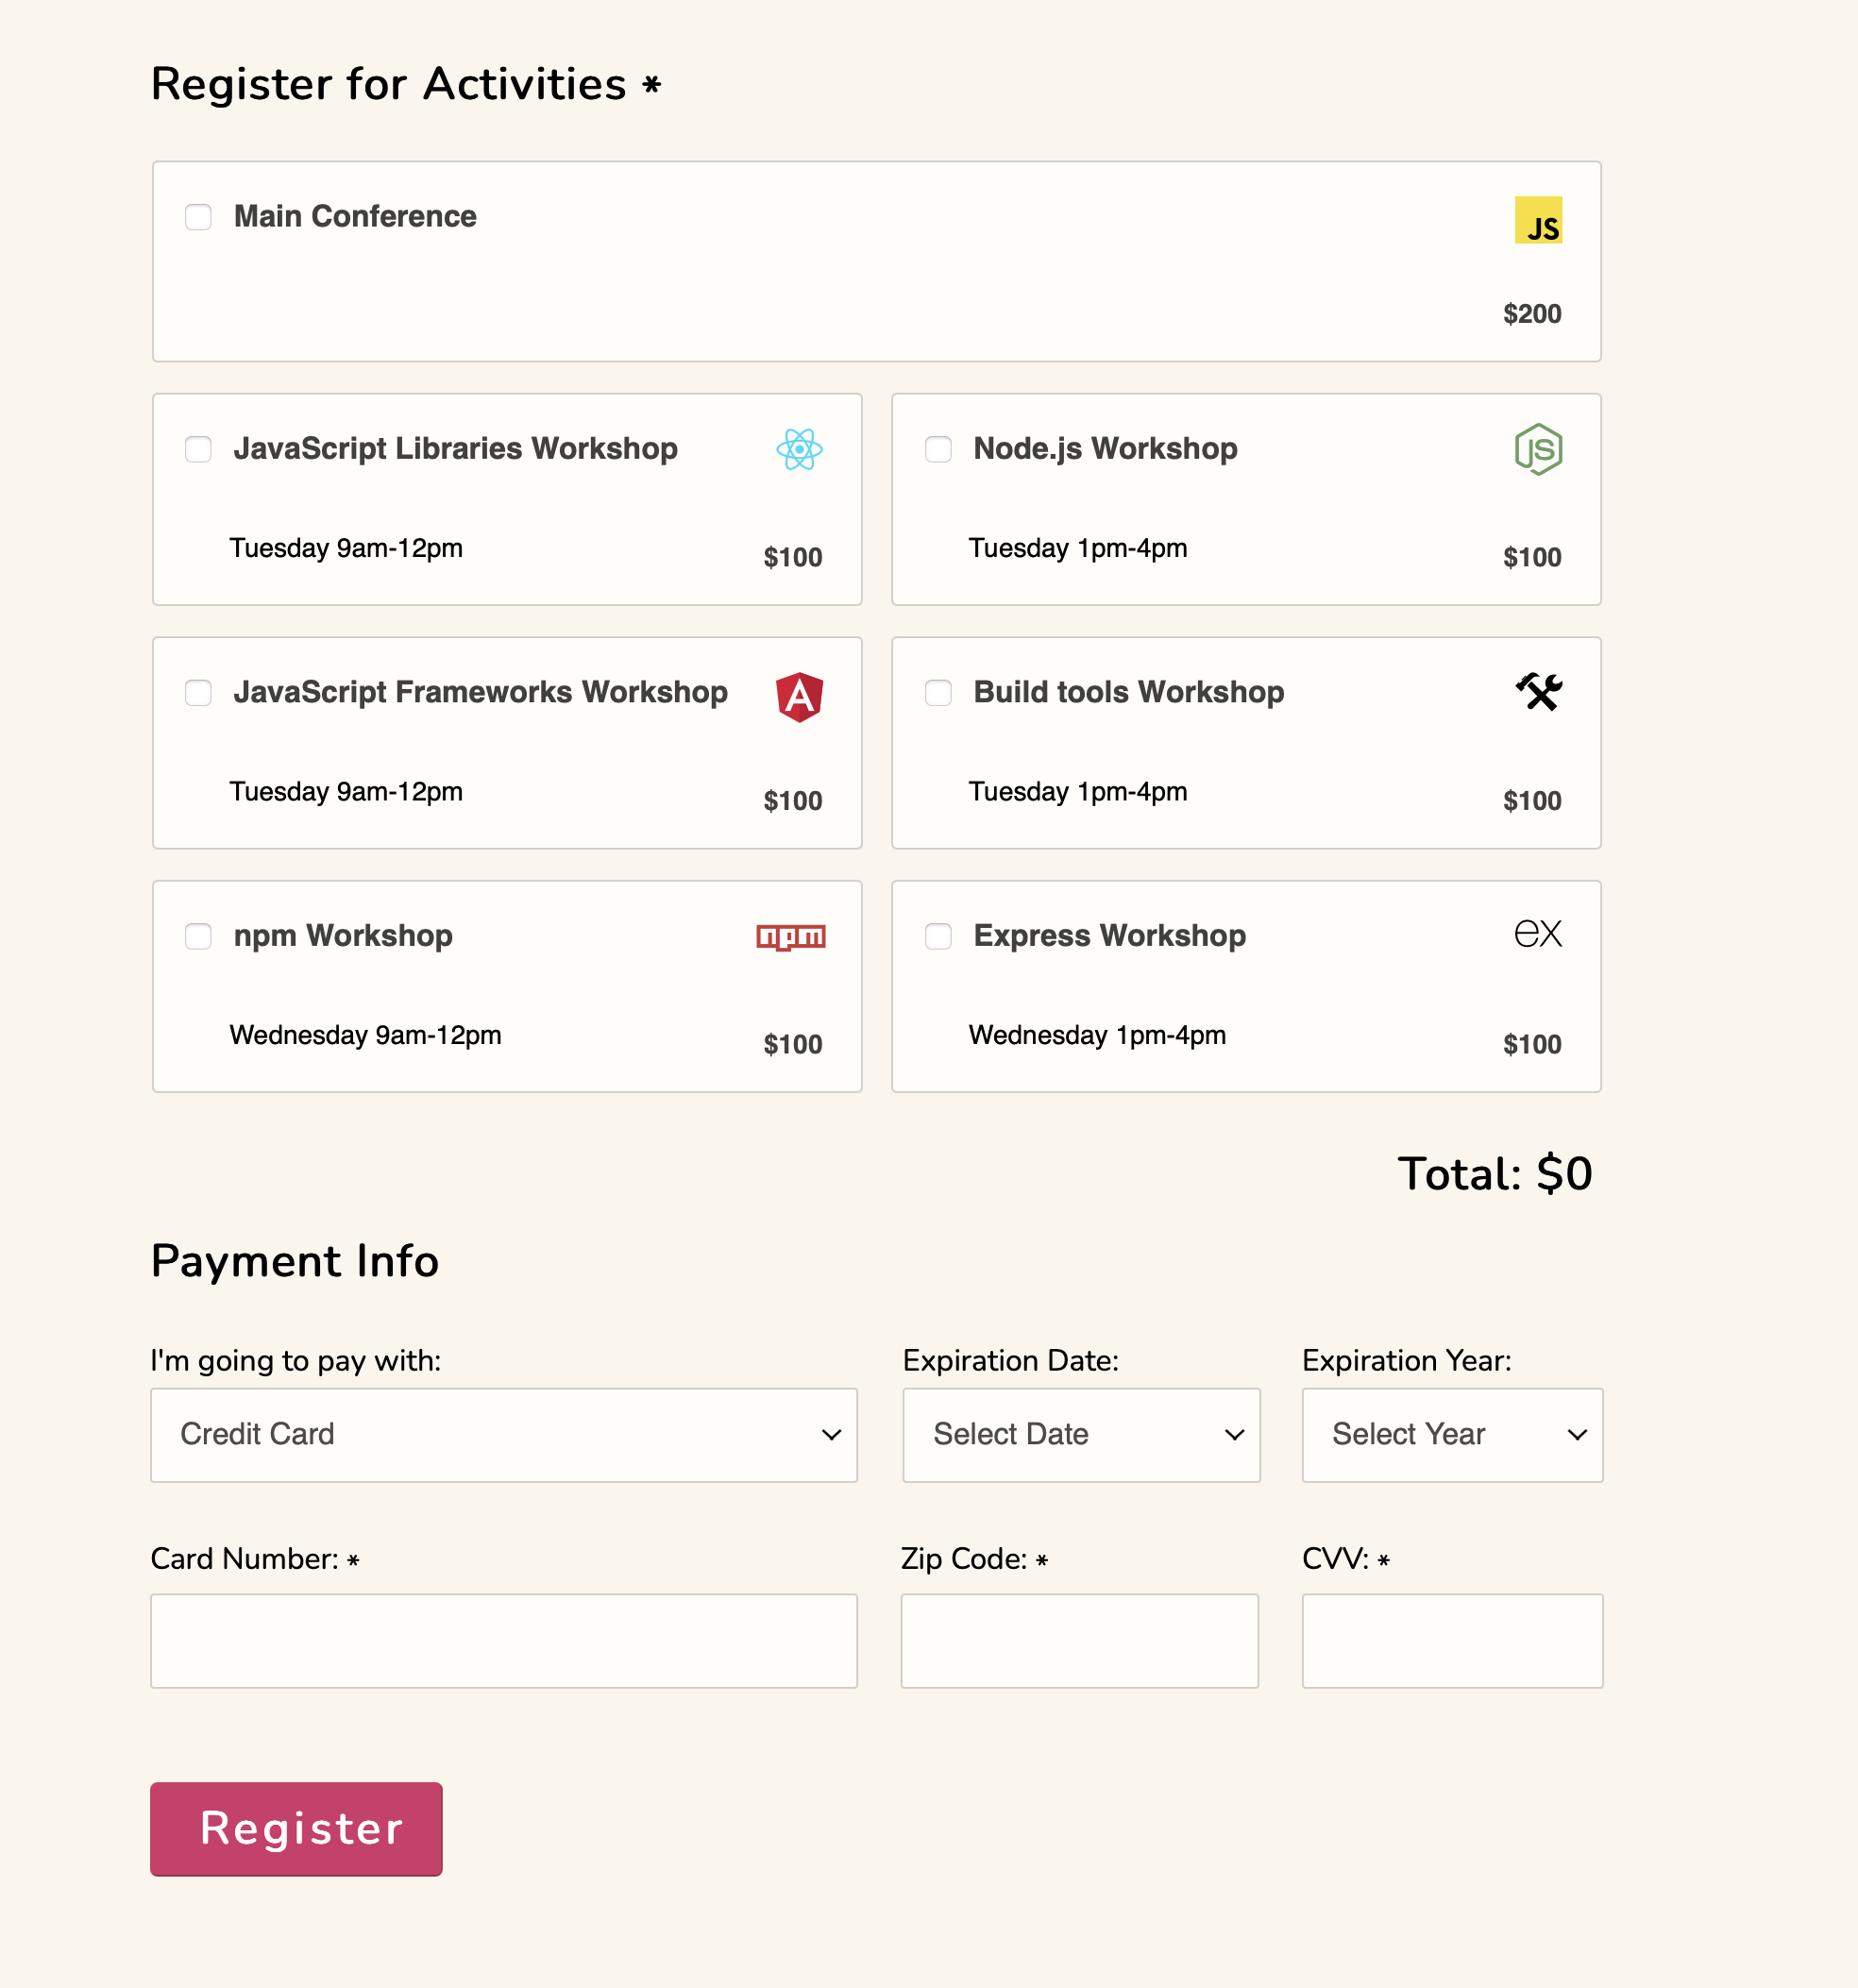 Register for Activities *
Main Conference
JS
$200
JavaScript Libraries Workshop
Tuesday 9am-12pm
$100
Node.js Workshop
JS
Tuesday 1pm-4pm
$100
JavaScript Frameworks Workshop
A
Tuesday 9am-12pm
$100
Build tools Workshop
Tuesday 1pm-4pm
$100
npm Workshop
npm
Wednesday 9am-12pm
$100
Express Workshop
ex
Wednesday 1pm-4pm
$100
Total: $0
Payment Info
I'm going to pay with:
Credit Card
Expiration Date:
Select Date
Expiration Year:
Select Year
Card Number: *
Zip Code: *
CVV: *
Register